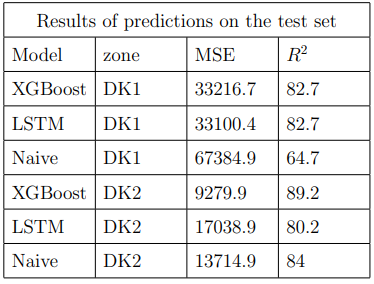 Results of predictions on the test set
Model zone MSE R²
XGBoost DK1 33216.7 82.7
LSTM DK1 33100.4 82.7
Naive DK1 67384.9 64.7
XGBoost DK2 9279.9 89.2
LSTM DK2 17038.9 80.2
Naive DK2 13714.9 84